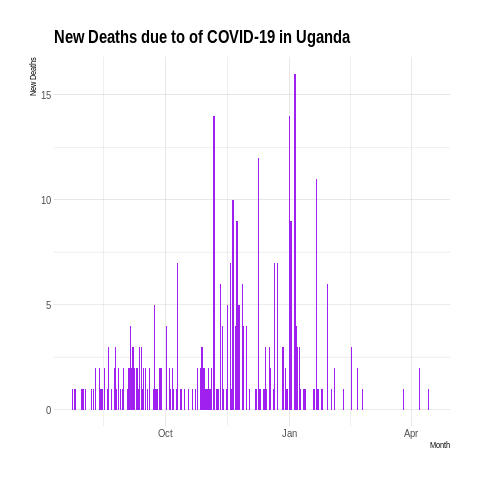 New Deaths due to of COVID-19 in Uganda
New Deaths
15
10
5
0
Oct
Jan
Apr
Month